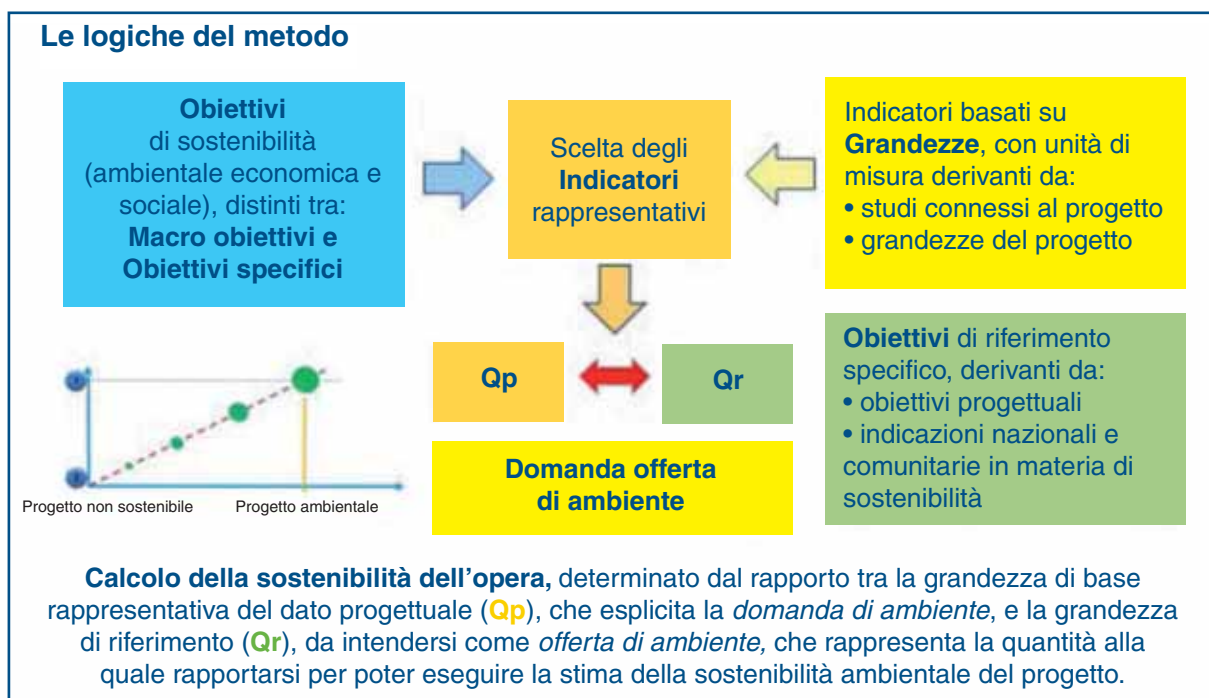 Le logiche del metodo
Obiettivi
di sostenibilità
(ambientale economica e
sociale), distinti tra:
Macro obiettivi e
Obiettivi specifici
Scelta degli
Indicatori
rappresentativi
Indicatori basati su
Grandezze, con unità di
misura derivanti da:
• studi connessi al progetto
• grandezze del progetto
Qp
Qr
Domanda offerta
di ambiente
Obiettivi di riferimento
specifico, derivanti da:
• obiettivi progettuali
• indicazioni nazionali e
comunitarie in materia di
sostenibilità
Progetto non sostenibile
Progetto ambientale
Calcolo della sostenibilità dell’opera, determinato dal rapporto tra la grandezza di base
rappresentativa del dato progettuale (Qp), che esplicita la domanda di ambiente, e la grandezza
di riferimento (Qr), da intendersi come offerta di ambiente, che rappresenta la quantità alla
quale rapportarsi per poter eseguire la stima della sostenibilità ambientale del progetto.